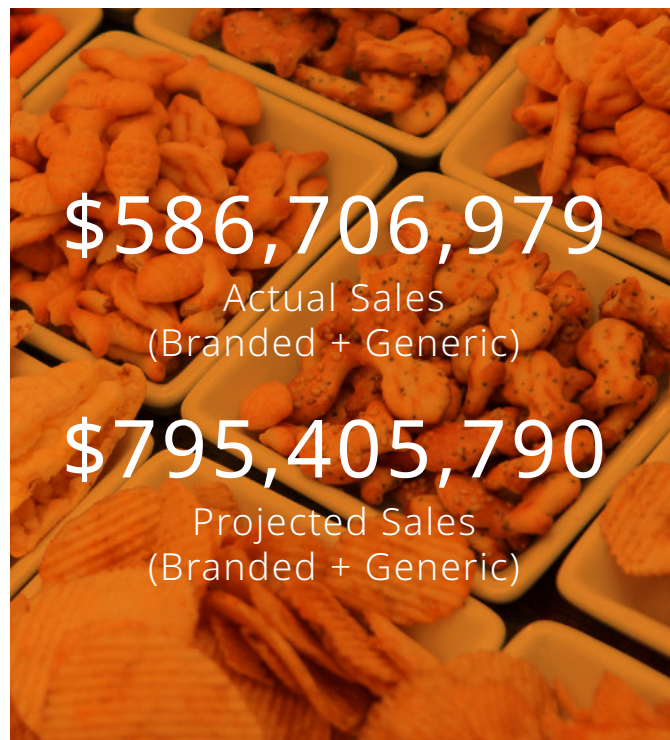 $586,706,979
Actual Sales
(Branded + Generic)
$795,405,790
Projected Sales
(Branded + Generic)